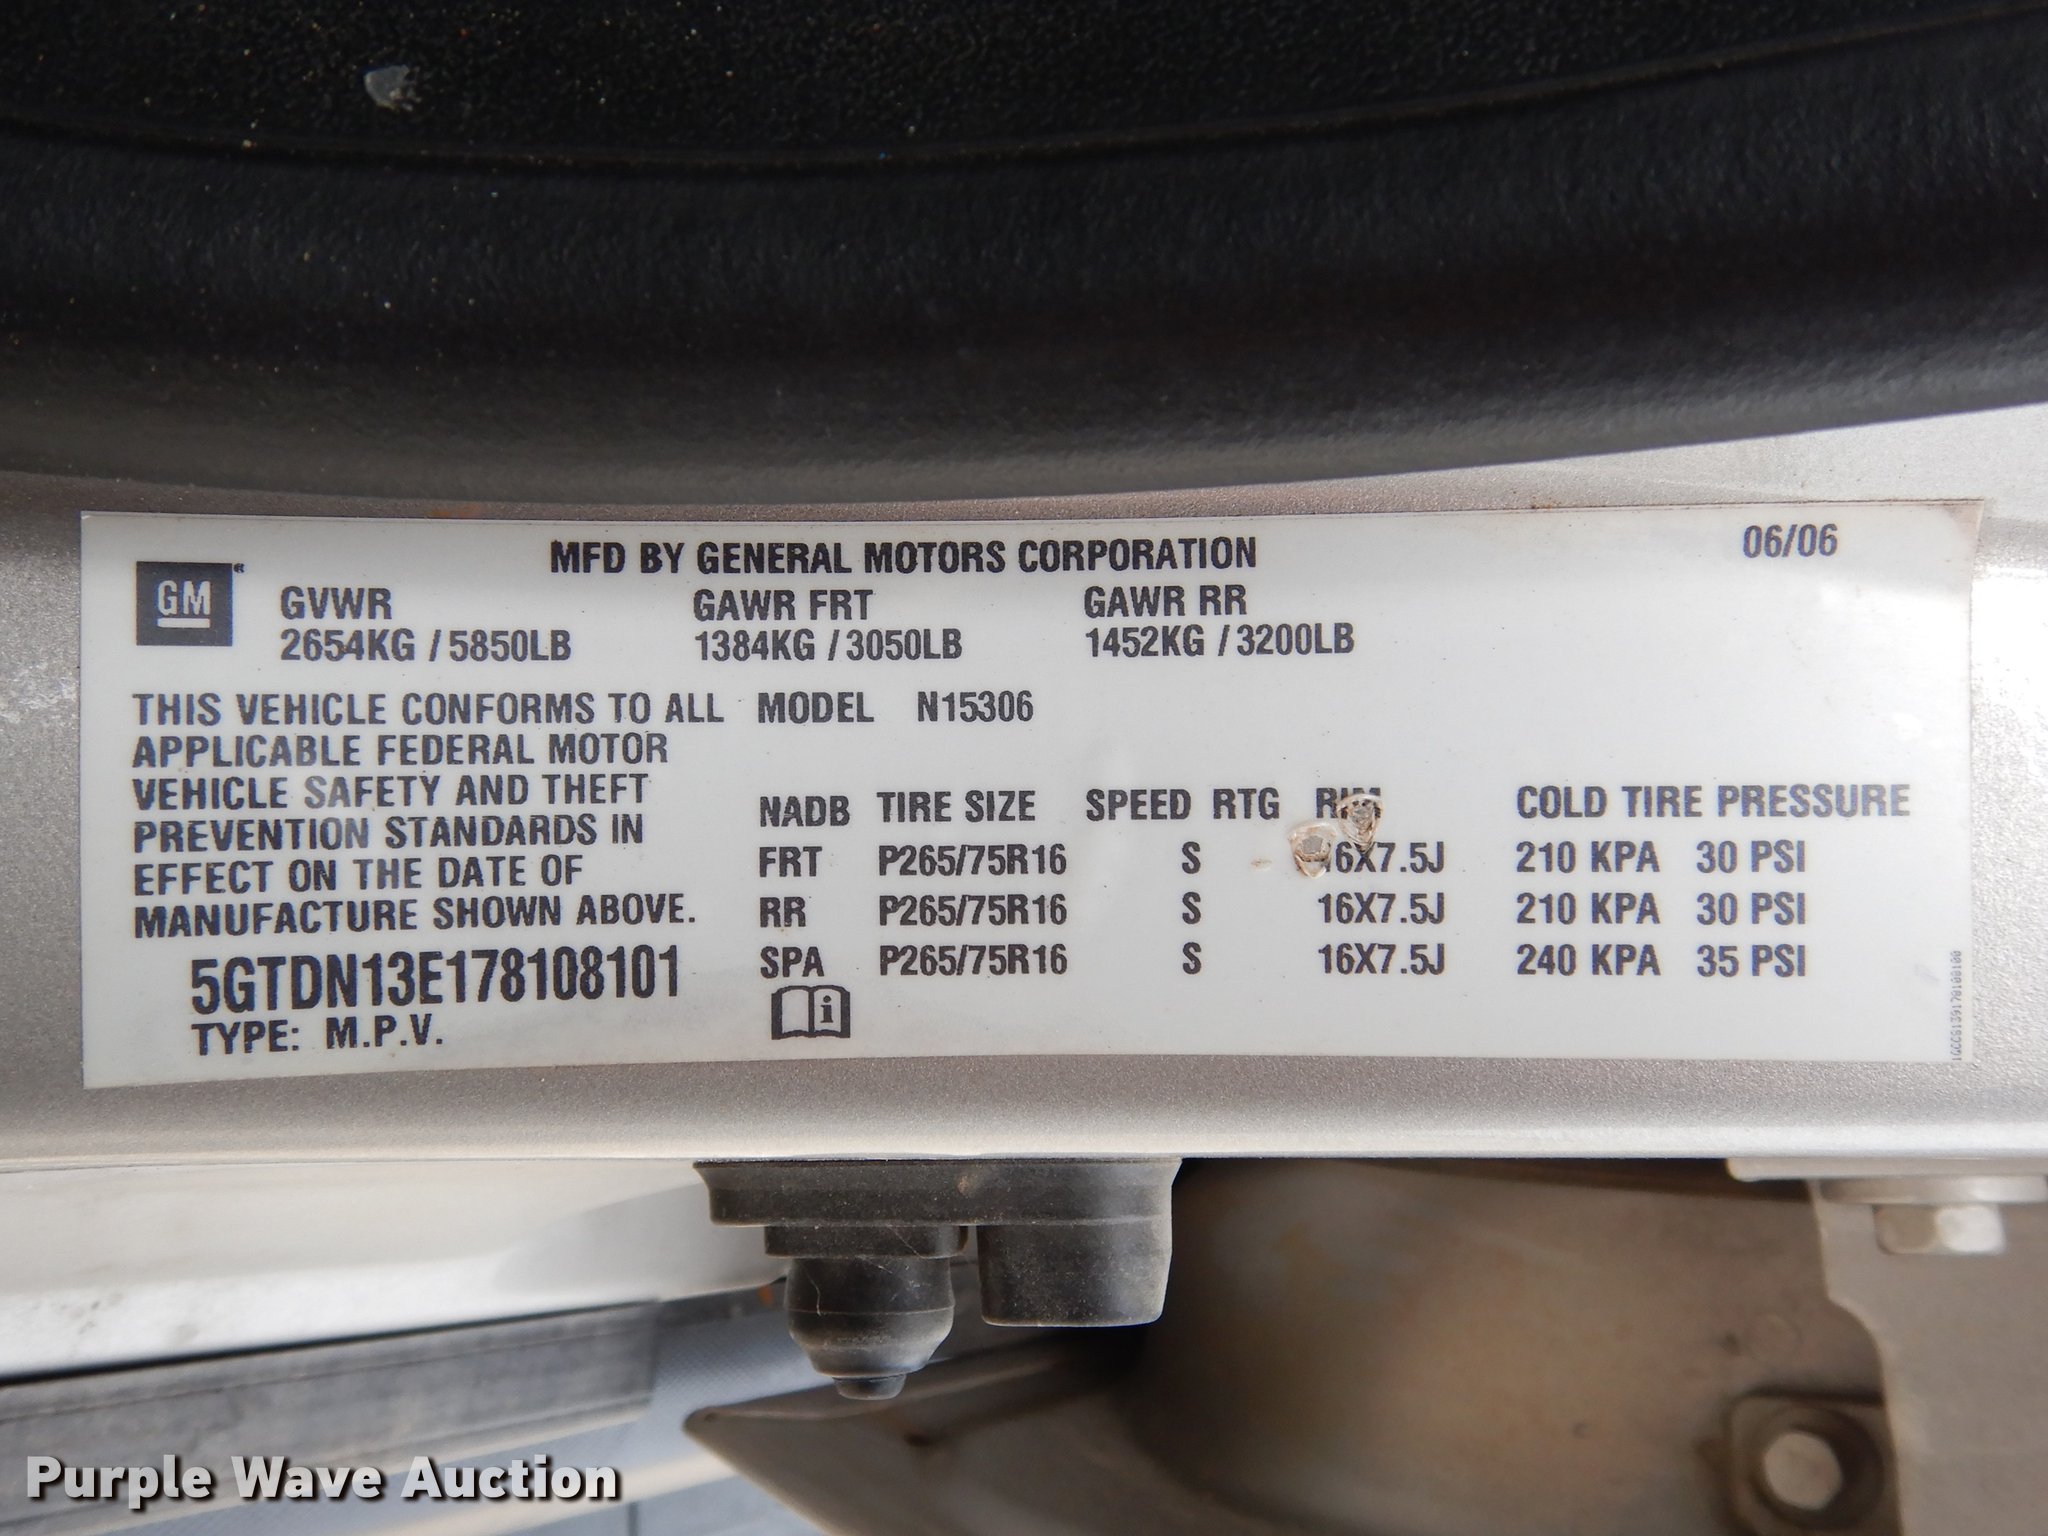 06/06
MFD BY GENERAL MOTORS CORPORATION
GM
GVWR GAWR FRT GAWR RR
2654KG / 5850LB 1384KG / 3050LB 1452KG / 3200LB
THIS VEHICLE CONFORMS TO ALL
APPLICABLE FEDERAL MOTOR
VEHICLE SAFETY AND THEFT
PREVENTION STANDARDS IN
EFFECT ON THE DATE OF
MANUFACTURE SHOWN ABOVE.
5GTDN13E178108101
TYPE: M.P.V.
MODEL N15306
NADB TIRE SIZE SPEED RTG RIM COLD TIRE PRESSURE
FRT P265/75R16 S 16X7.5J 210 KPA 30 PSI
RR P265/75R16 S 16X7.5J 210 KPA 30 PSI
SPA P265/75R16 S 16X7.5J 240 KPA 35 PSI
Purple Wave Auction